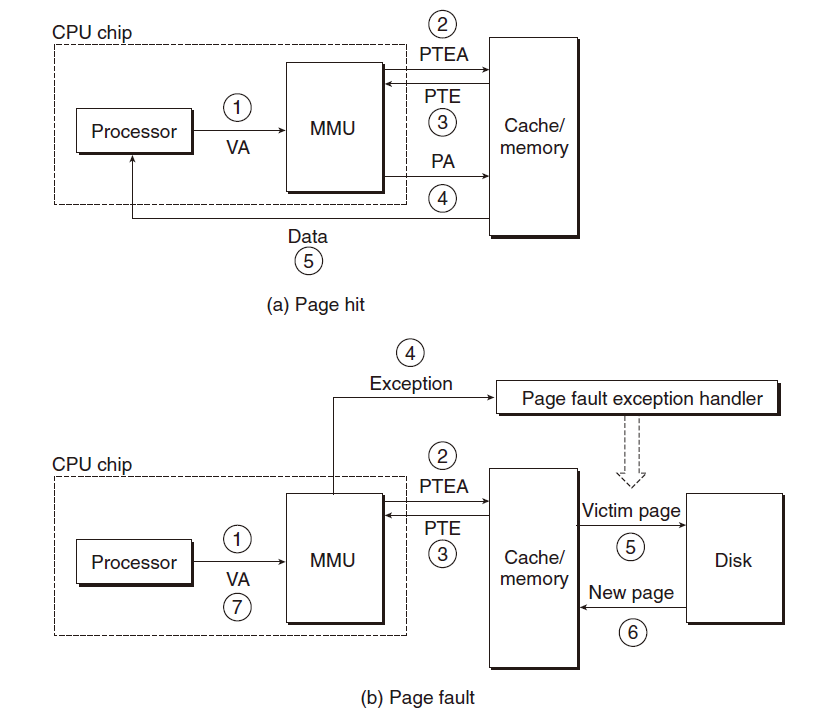 CPU chip
2
PTEA
PTE
3
Processor
1
VA
MMU
Cache/
memory
PA
4
Data
5
(a) Page hit
4
Exception
Page fault exception handler
CPU chip
2
PTEA
PTE
3
Processor
1
VA
7
MMU
Cache/
memory
Victim page
5
New page
6
Disk
(b) Page fault